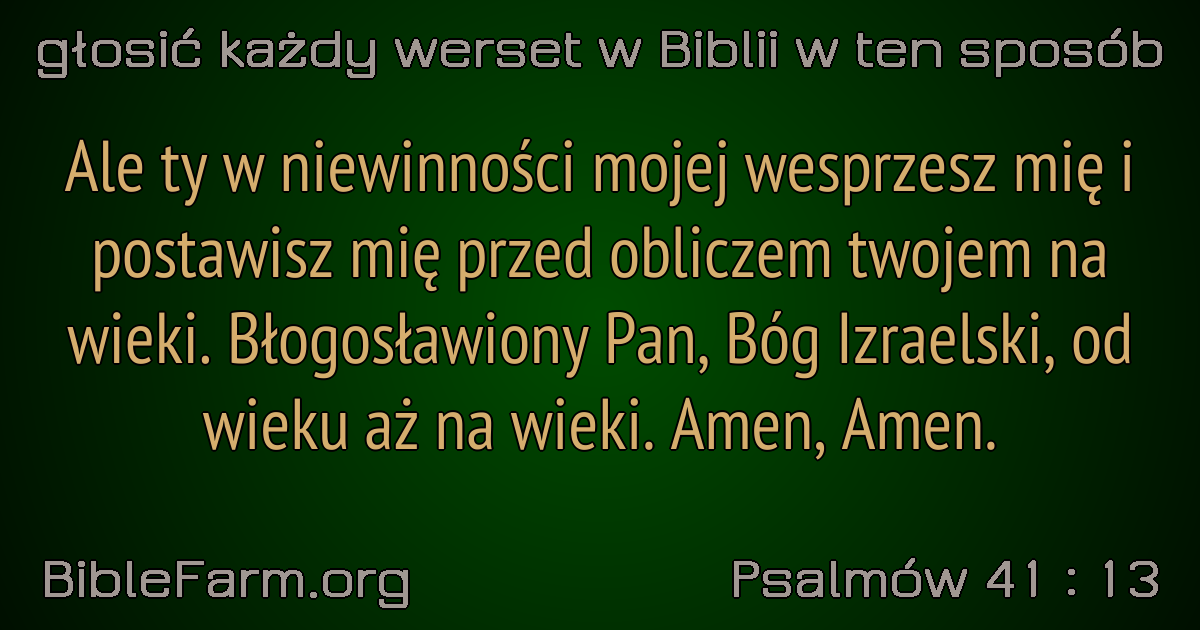 głosić każdy werset w Biblii w ten sposób
Ale ty w niewinności mojej wesprzesz mię i
postawisz mię przed obliczem twojem na
wieki. Błogosławiony Pan, Bóg Izraelski, od
wieku aż na wieki. Amen, Amen.
BibleFarm.org
Psalmów 41 : 13